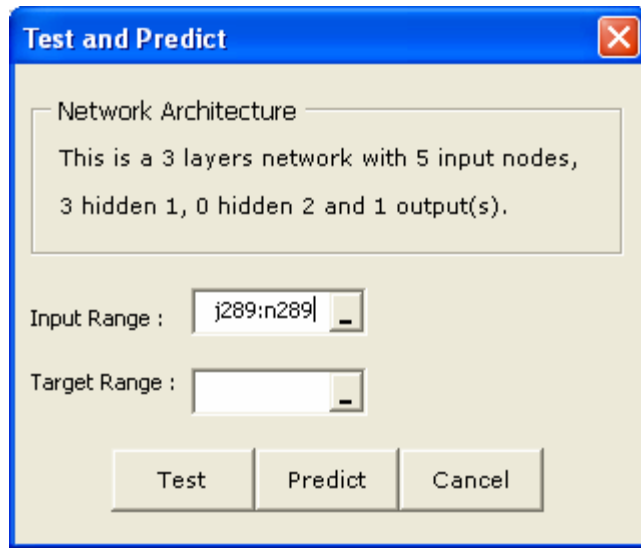 Test and Predict
Network Architecture
This is a 3 layers network with 5 input nodes,
3 hidden 1, 0 hidden 2 and 1 output(s).
Input Range : j289:n289
Target Range :
Test Predict Cancel